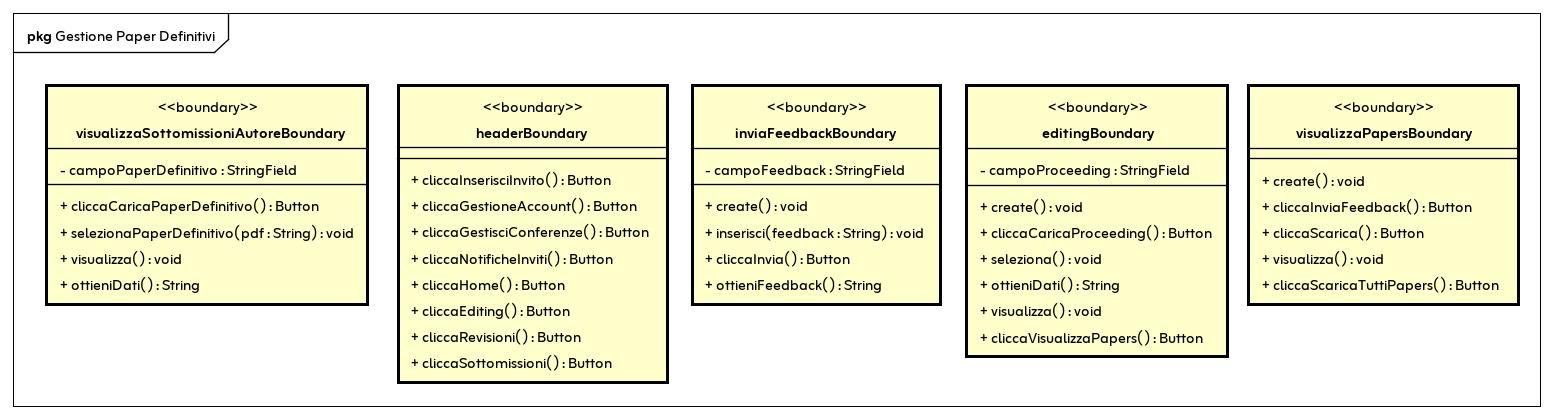 pkg Gestione Paper Definitivi
<<boundary>>
visualizzaSottomissioniAutoreBoundary
- campoPaperDefinitivo : StringField
+ cliccaCaricaPaperDefinitivo() : Button
+ selezionaPaperDefinitivo(pdf : String) : void
+ visualizza() : void
+ ottieniDati() : String
<<boundary>>
headerBoundary
+ cliccaInserisciInvito() : Button
+ cliccaGestioneAccount() : Button
+ cliccaGestisciConferenze() : Button
+ cliccaNotificheInviti() : Button
+ cliccaHome() : Button
+ cliccaEditing() : Button
+ cliccaRevisioni() : Button
+ cliccaSottomissioni() : Button
<<boundary>>
inviaFeedbackBoundary
- campoFeedback : StringField
+ create() : void
+ inserisci(feedback : String) : void
+ cliccaInvia() : Button
+ ottieniFeedback() : String
<<boundary>>
editingBoundary
- campoProceeding : StringField
+ create() : void
+ cliccaCaricaProceeding() : Button
+ seleziona() : void
+ ottieniDati() : String
+ visualizza() : void
+ cliccaVisualizzaPapers() : Button
<<boundary>>
visualizzaPapersBoundary
+ create() : void
+ cliccaInviaFeedback() : Button
+ cliccaScarica() : Button
+ visualizza() : void
+ cliccaScaricaTuttiPapers() : Button